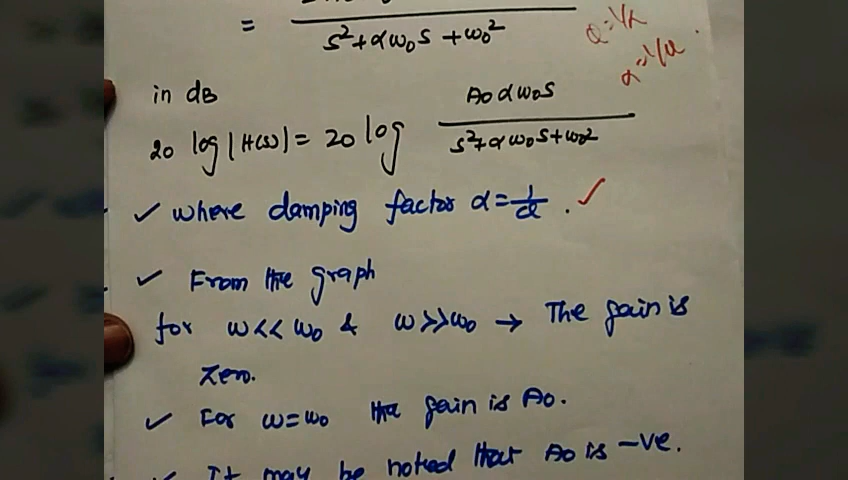 = / s²+αω₀s+ω₀²
Q=1/α
α=1/Q
in dB
20 log|H(s)| = 20 log A₀αω₀s / s²+αω₀s+ω₀²
✓ where damping factor α=1/Q. ✓
✓ From the graph
for ω<<ω₀ & ω>>ω₀ → The gain is
zero.
✓ For ω=ω₀ the gain is A₀.
✓ It may be noted that A₀ is -ve.